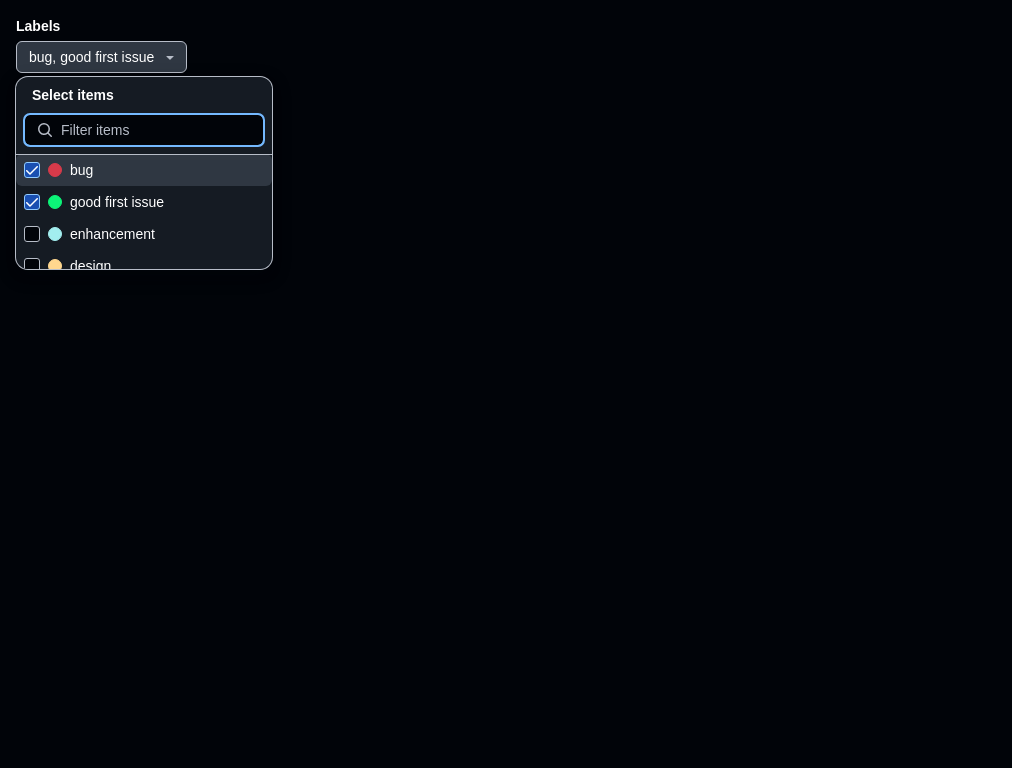 Labels
bug, good first issue
Select items
Filter items
bug
good first issue
enhancement
design